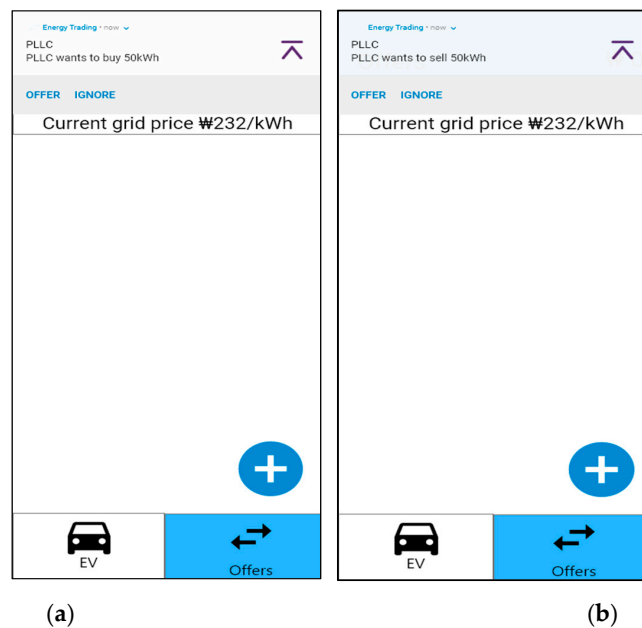 Energy Trading • now
PLLC
PLLC wants to buy 50kWh
OFFER IGNORE
Current grid price ₩232/kWh
EV
Offers
(a)
Energy Trading • now
PLLC
PLLC wants to sell 50kWh
OFFER IGNORE
Current grid price ₩232/kWh
EV
Offers
(b)